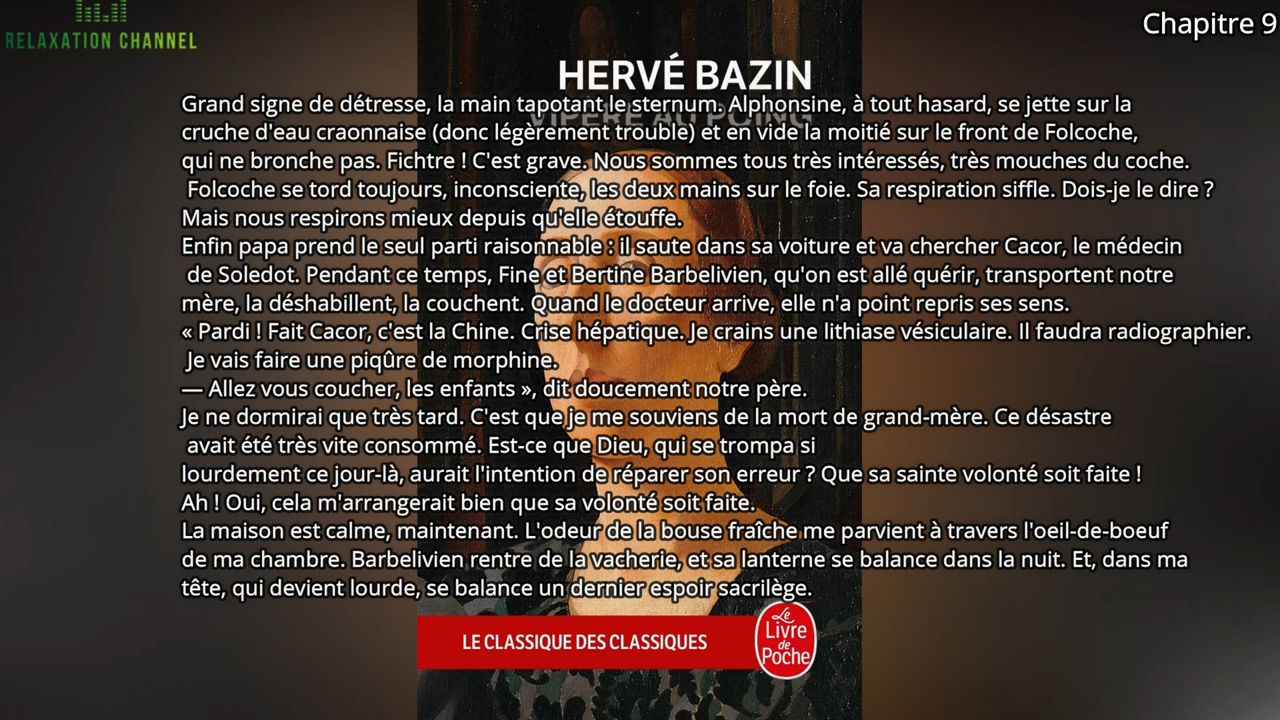 RELAXATION CHANNEL
Chapitre 9
HERVÉ BAZIN
VIPÈRE AU POING
Grand signe de détresse, la main tapotant le sternum. Alphonsine, à tout hasard, se jette sur la
cruche d'eau craonnaise (donc légèrement trouble) et en vide la moitié sur le front de Folcoche,
qui ne bronche pas. Fichtre ! C'est grave. Nous sommes tous très intéressés, très mouches du coche.
Folcoche se tord toujours, inconsciente, les deux mains sur le foie. Sa respiration siffle. Dois-je le dire ?
Mais nous respirons mieux depuis qu'elle étouffe.
Enfin papa prend le seul parti raisonnable : il saute dans sa voiture et va chercher Cacor, le médecin
de Soledot. Pendant ce temps, Fine et Bertine Barbelivien, qu'on est allé quérir, transportent notre
mère, la déshabillent, la couchent. Quand le docteur arrive, elle n'a point repris ses sens.
« Pardi ! Fait Cacor, c'est la Chine. Crise hépatique. Je crains une lithiase vésiculaire. Il faudra radiographier.
Je vais faire une piqûre de morphine.
— Allez vous coucher, les enfants », dit doucement notre père.
Je ne dormirai que très tard. C'est que je me souviens de la mort de grand-mère. Ce désastre
avait été très vite consommé. Est-ce que Dieu, qui se trompa si
lourdement ce jour-là, aurait l'intention de réparer son erreur ? Que sa sainte volonté soit faite !
Ah ! Oui, cela m'arrangerait bien que sa volonté soit faite.
La maison est calme, maintenant. L'odeur de la bouse fraîche me parvient à travers l'oeil-de-boeuf
de ma chambre. Barbelivien rentre de la vacherie, et sa lanterne se balance dans la nuit. Et, dans ma
tête, qui devient lourde, se balance un dernier espoir sacrilège.
LE CLASSIQUE DES CLASSIQUES
Le
Livre
de
Poche